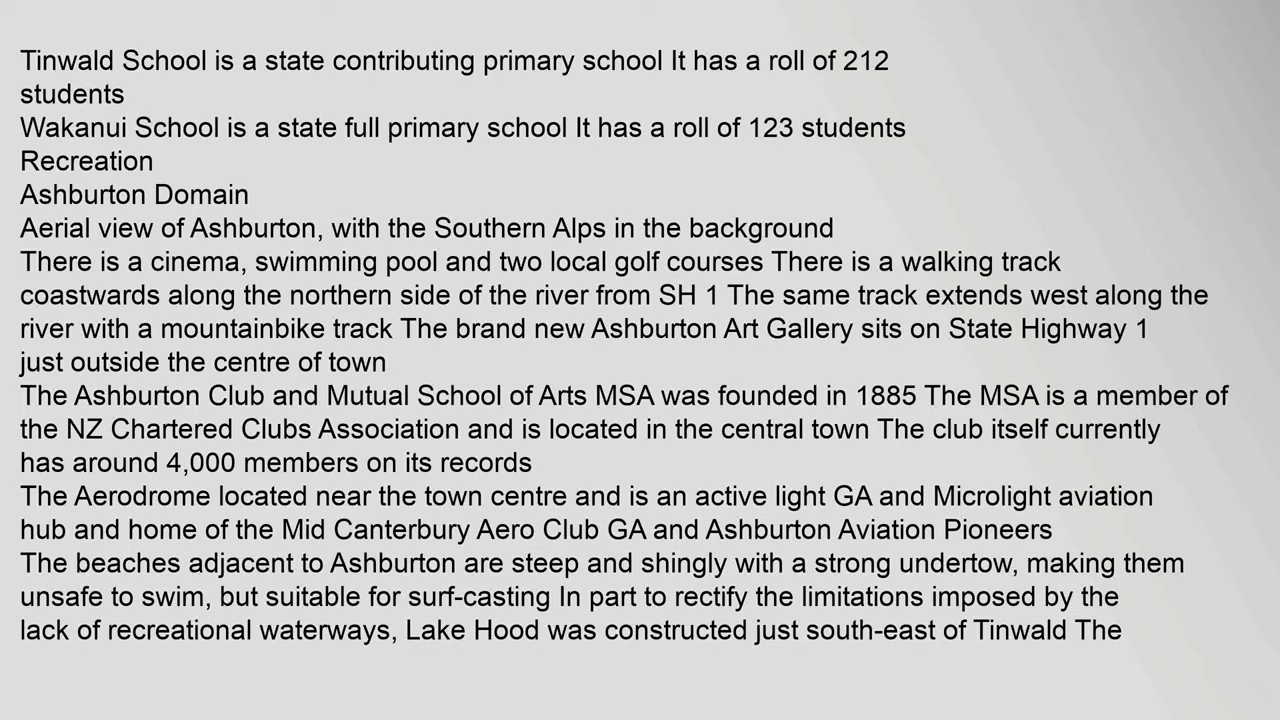 Tinwald School is a state contributing primary school It has a roll of 212
students
Wakanui School is a state full primary school It has a roll of 123 students
Recreation
Ashburton Domain
Aerial view of Ashburton, with the Southern Alps in the background
There is a cinema, swimming pool and two local golf courses There is a walking track
coastwards along the northern side of the river from SH 1 The same track extends west along the
river with a mountainbike track The brand new Ashburton Art Gallery sits on State Highway 1
just outside the centre of town
The Ashburton Club and Mutual School of Arts MSA was founded in 1885 The MSA is a member of
the NZ Chartered Clubs Association and is located in the central town The club itself currently
has around 4,000 members on its records
The Aerodrome located near the town centre and is an active light GA and Microlight aviation
hub and home of the Mid Canterbury Aero Club GA and Ashburton Aviation Pioneers
The beaches adjacent to Ashburton are steep and shingly with a strong undertow, making them
unsafe to swim, but suitable for surf-casting In part to rectify the limitations imposed by the
lack of recreational waterways, Lake Hood was constructed just south-east of Tinwald The